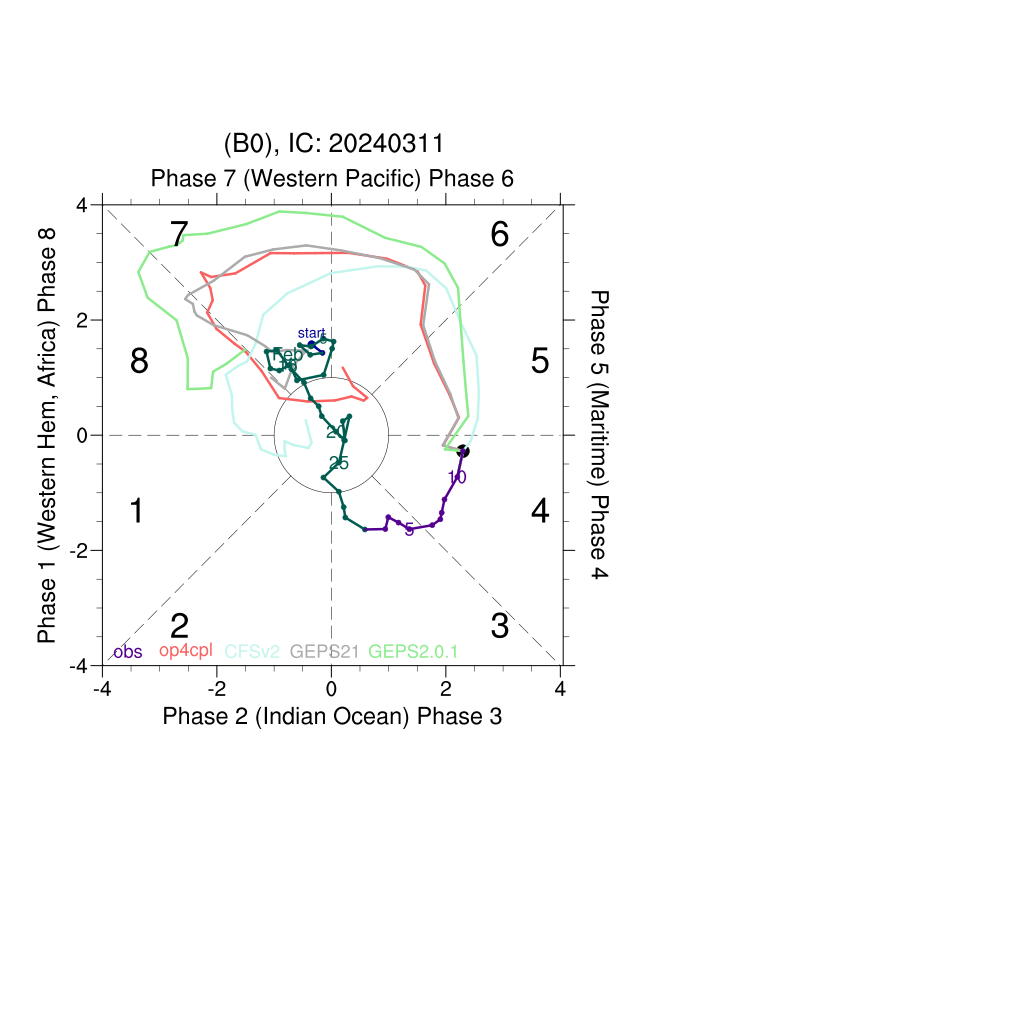 (B0), IC: 20240311
Phase 7 (Western Pacific) Phase 6
4
7
6
Phase 1 (Western Hem, Africa) Phase 8
Phase 5 (Maritime) Phase 4
2
start
Feb
8
5
0
20
25
10
1
4
5
-2
2
3
obs op4cpl CFSv2 GEPS21 GEPS2.0.1
-4
-4 -2 0 2 4
Phase 2 (Indian Ocean) Phase 3